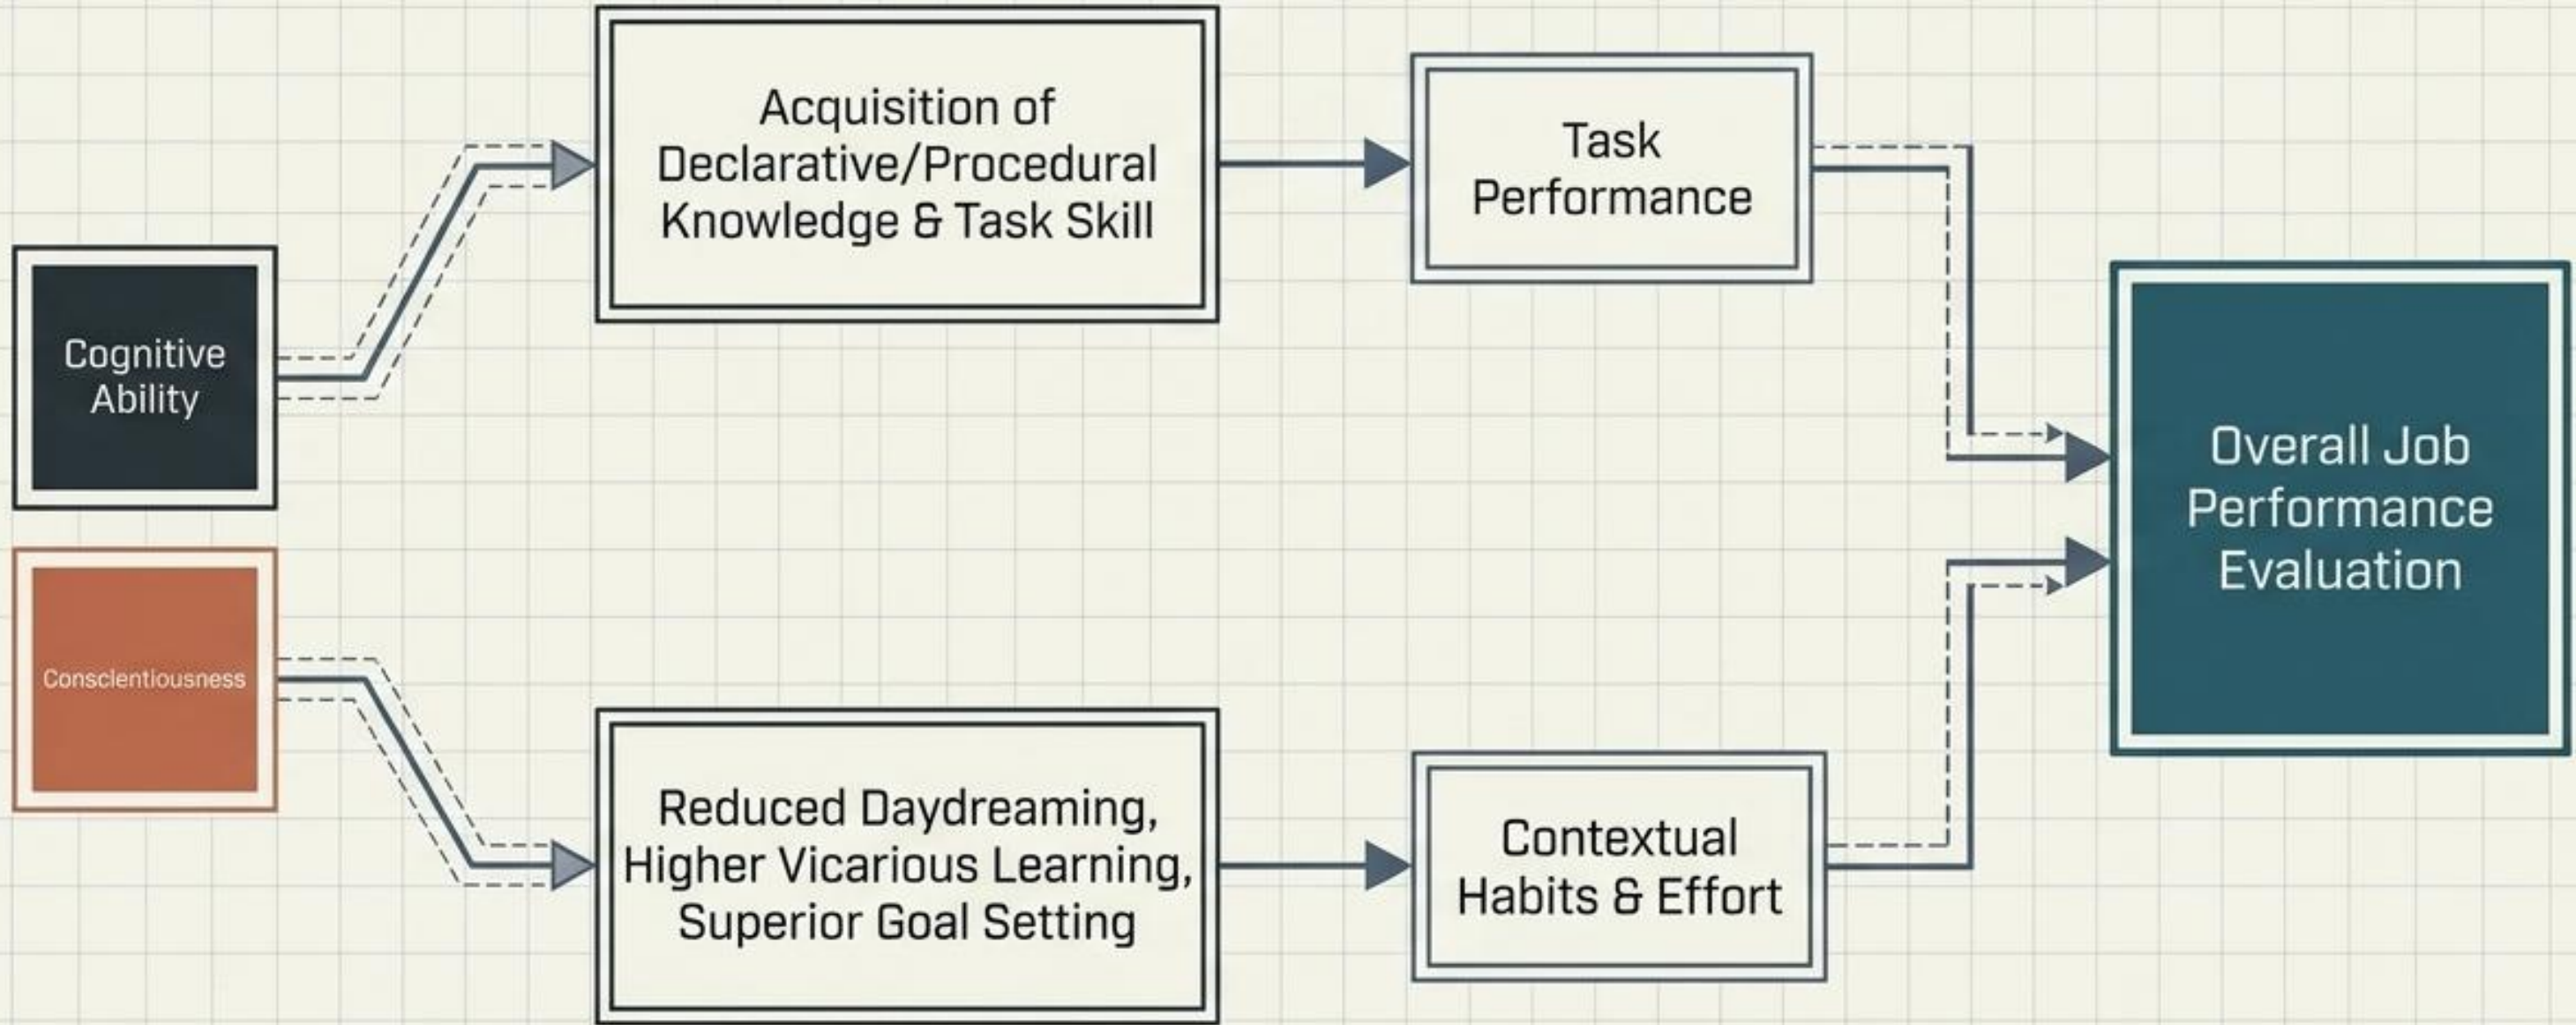 Acquisition of
Declarative/Procedural
Knowledge & Task Skill
Task
Performance
Cognitive
Ability
Overall Job
Performance
Evaluation
Conscientiousness
Reduced Daydreaming,
Higher Vicarious Learning,
Superior Goal Setting
Contextual
Habits & Effort